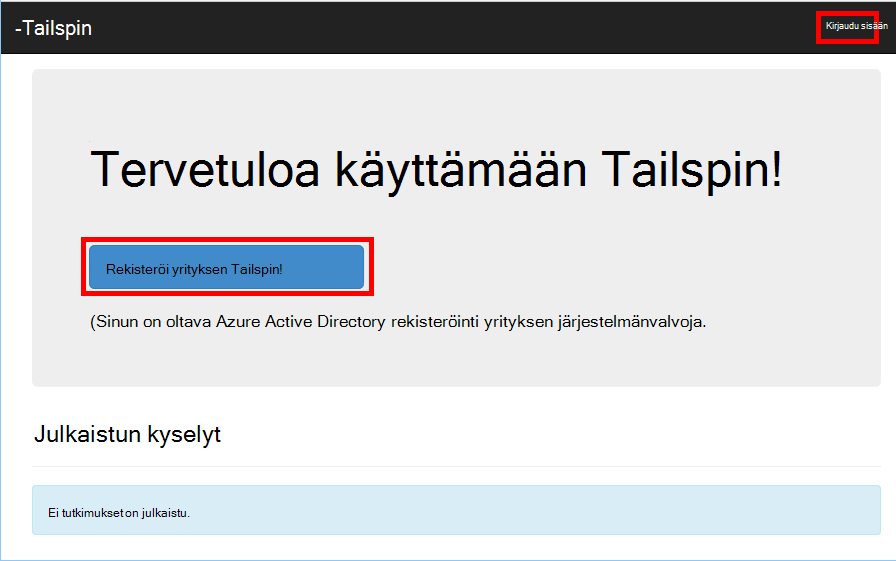 -Tailspin
Kirjaudu sisään
Tervetuloa käyttämään Tailspin!
Rekisteröi yrityksen Tailspin!
(Sinun on oltava Azure Active Directory rekisteröinti yrityksen järjestelmänvalvoja.
Julkaistun kyselyt
Ei tutkimukset on julkaistu.